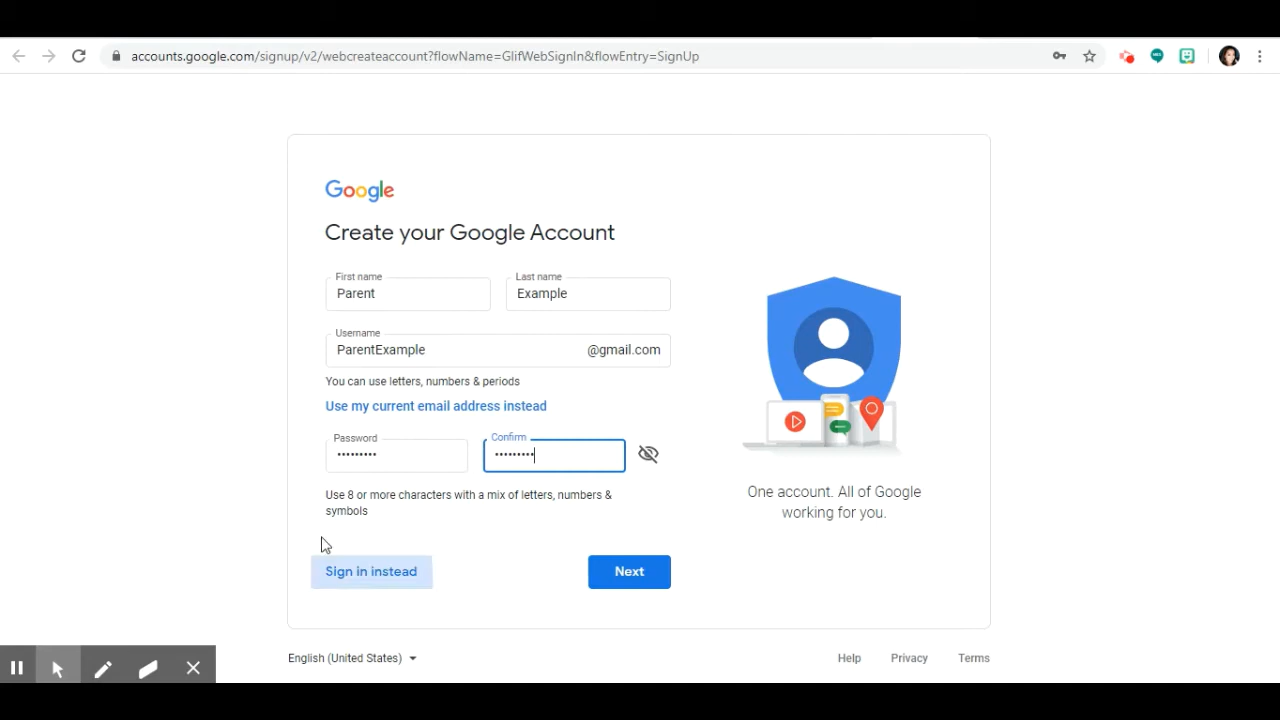 accounts.google.com/signup/v2/webcreateaccount?flowName=GlifWebSignIn&flowEntry=SignUp
Google
Create your Google Account
First name
Parent
Last name
Example
Username
ParentExample
@gmail.com
You can use letters, numbers & periods
Use my current email address instead
Password
•••••••••
Confirm
•••••••••
Use 8 or more characters with a mix of letters, numbers &
symbols
Sign in instead
Next
One account. All of Google
working for you.
English (United States)
Help
Privacy
Terms